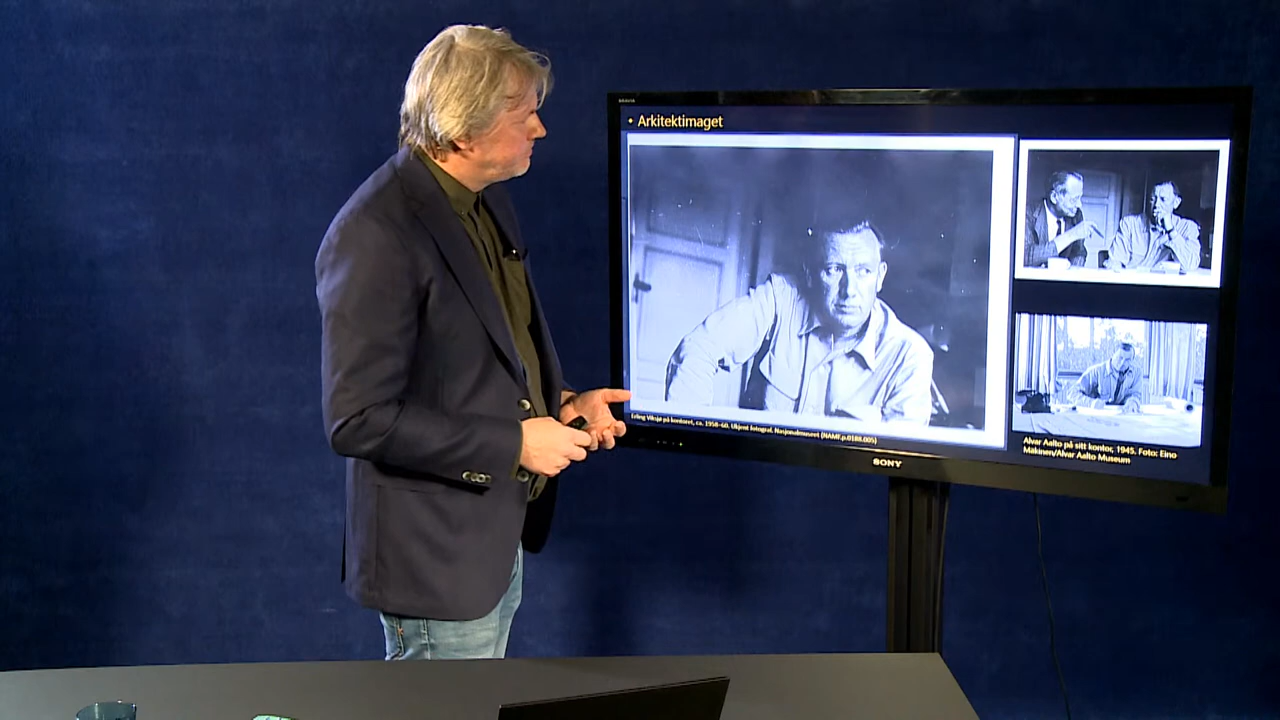 • Arkitektimaget
Erling Viksjø på kontoret, ca. 1958-60. Ukjent fotograf. Nasjonalmuseet (NAMF.p.0188.005)
Alvar Aalto på sitt kontor, 1945. Foto: Eino
Mäkinen/Alvar Aalto Museum
SONY